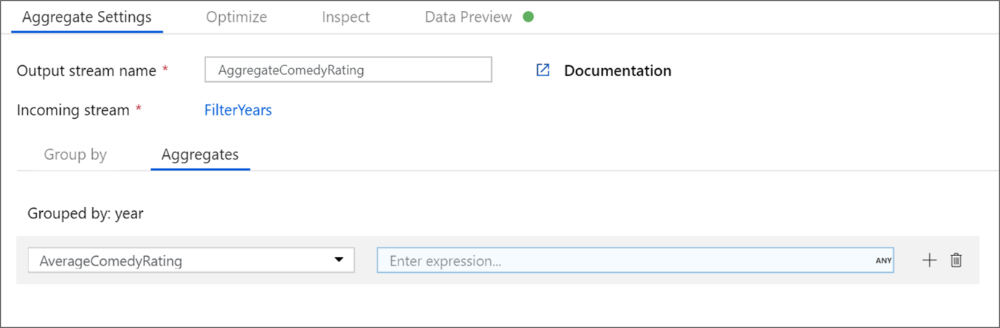 Aggregate Settings Optimize Inspect Data Preview
Output stream name * AggregateComedyRating Documentation
Incoming stream * FilterYears
Group by Aggregates
Grouped by: year
AverageComedyRating Enter expression... ANY